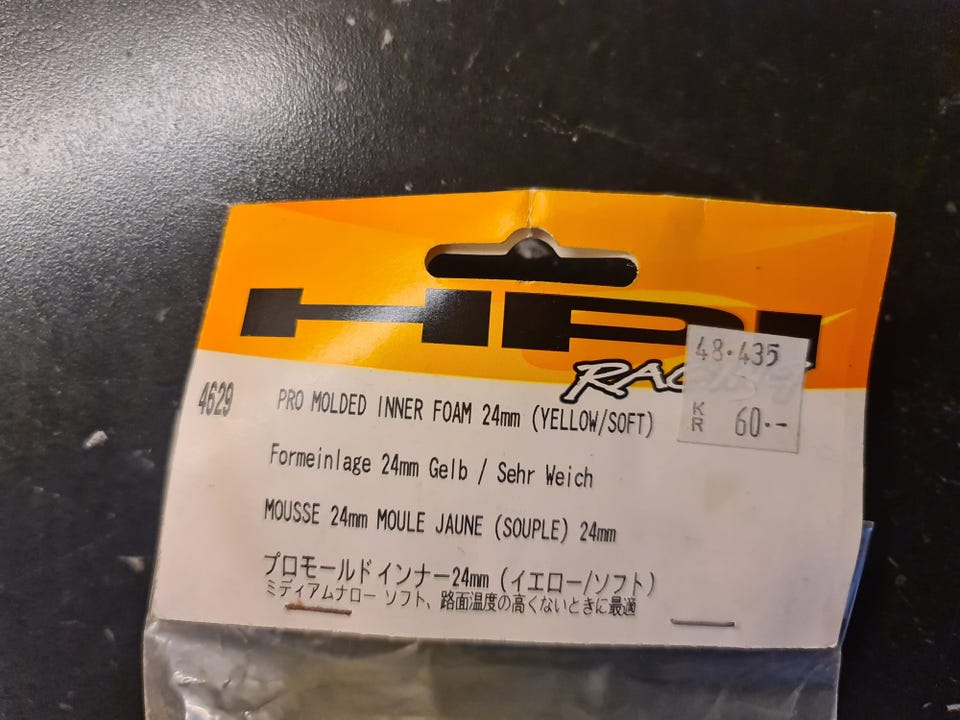 HPI
RACING
48·435
KR 60·--
4629
PRO MOLDED INNER FOAM 24mm (YELLOW/SOFT)
Formeinlage 24mm Gelb / Sehr Weich
MOUSSE 24mm MOULE JAUNE (SOUPLE) 24mm
プロモールドインナー24mm (イエロー/ソフト)
ミディアムナロー ソフト、路面温度の高くないときに最適